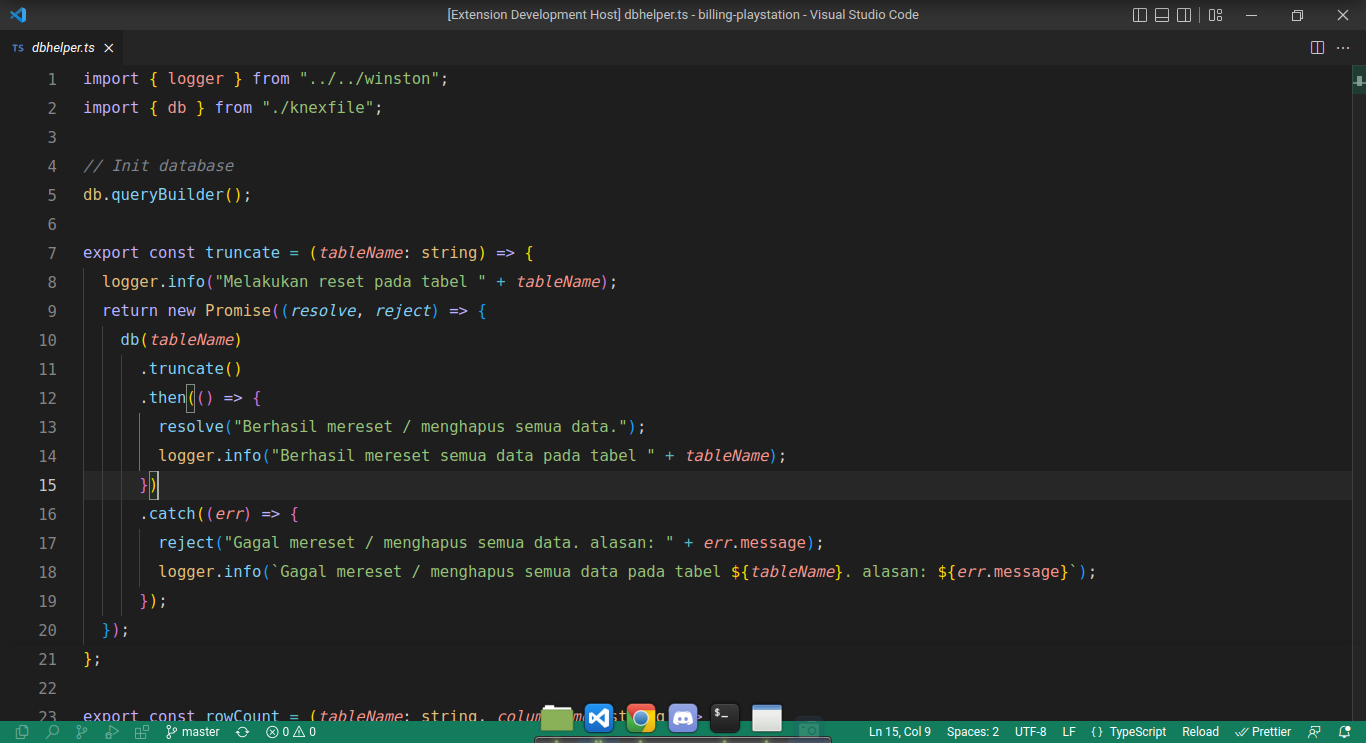 [Extension Development Host] dbhelper.ts - billing-playstation - Visual Studio Code
TS dbhelper.ts
1 import { logger } from "../../winston";
2 import { db } from "./knexfile";
3
4 // Init database
5 db.queryBuilder();
6
7 export const truncate = (tableName: string) => {
8 logger.info("Melakukan reset pada tabel " + tableName);
9 return new Promise((resolve, reject) => {
10 db(tableName)
11 .truncate()
12 .then(() => {
13 resolve("Berhasil mereset / menghapus semua data.");
14 logger.info("Berhasil mereset semua data pada tabel " + tableName);
15 })
16 .catch((err) => {
17 reject("Gagal mereset / menghapus semua data. alasan: " + err.message);
18 logger.info(`Gagal mereset / menghapus semua data pada tabel ${tableName}. alasan: ${err.message}`);
19 });
20 });
21 };
22
23 export const rowCount = (tableName: string,
master 0 0 Ln 15, Col 9 Spaces: 2 UTF-8 LF {} TypeScript Reload Prettier